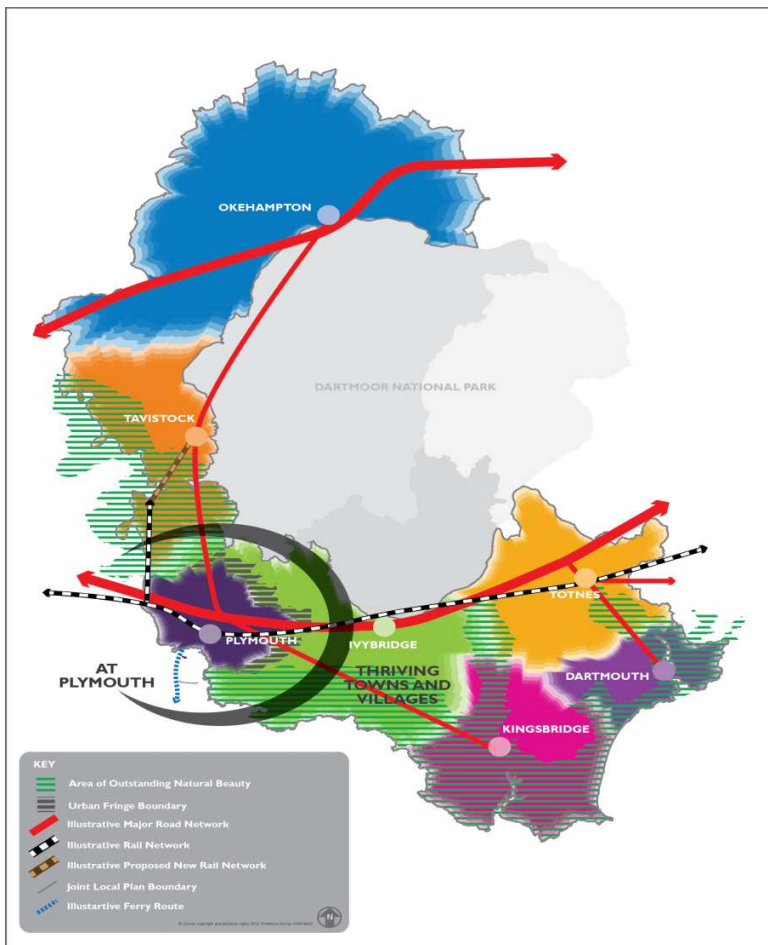 OKEHAMPTON
DARTMOOR NATIONAL PARK
TAVISTOCK
TOTNES
PLYMOUTH
IVYBRIDGE
AT
PLYMOUTH
THRIVING
TOWNS AND
VILLAGES
DARTMOUTH
KINGSBRIDGE
KEY
Area of Outstanding Natural Beauty
Urban Fringe Boundary
Illustrative Major Road Network
Illustrative Rail Network
Illustrative Proposed New Rail Network
Joint Local Plan Boundary
Illustartive Ferry Route
N